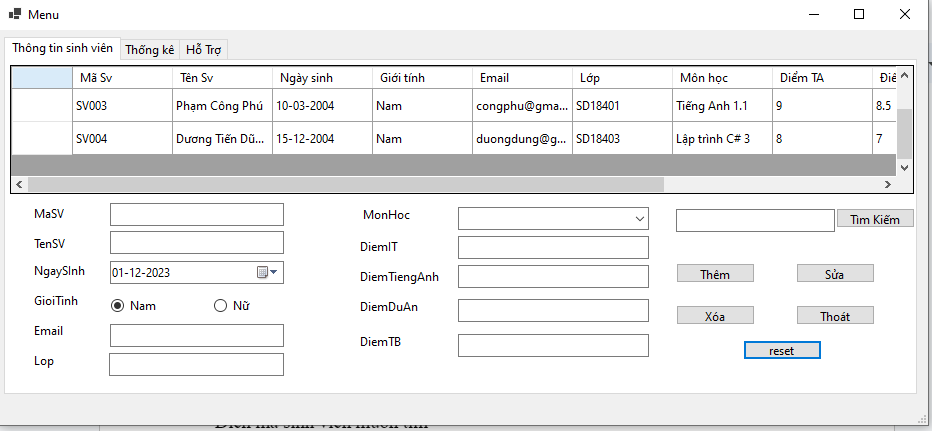 Menu
Thông tin sinh viên Thống kê Hỗ Trợ
Mã Sv Tên Sv Ngày sinh Giới tính Email Lớp Môn học Điểm TA Điể
SV003 Phạm Công Phú 10-03-2004 Nam congphu@gma... SD18401 Tiếng Anh 1.1 9 8.5
SV004 Dương Tiến Dũ... 15-12-2004 Nam duongdung@g... SD18403 Lập trình C# 3 8 7
MaSV MonHoc Tìm Kiếm
TenSV DiemIT
NgaySInh 01-12-2023 DiemTiengAnh Thêm Sửa
GioiTinh Nam Nữ DiemDuAn
Email Xóa Thoát
Lop DiemTB reset